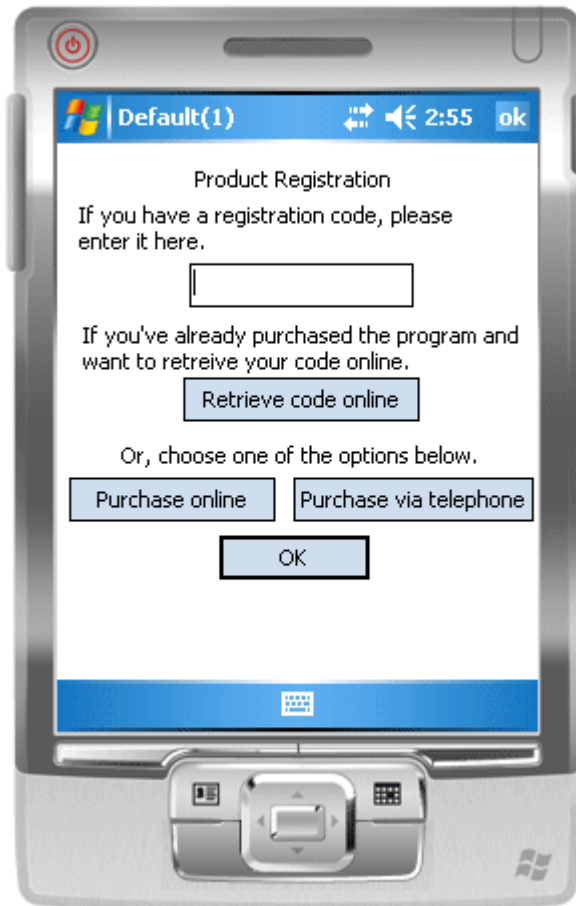 Default(1) 2:55 ok
Product Registration
If you have a registration code, please
enter it here.
If you've already purchased the program and
want to retreive your code online.
Retrieve code online
Or, choose one of the options below.
Purchase online Purchase via telephone
OK